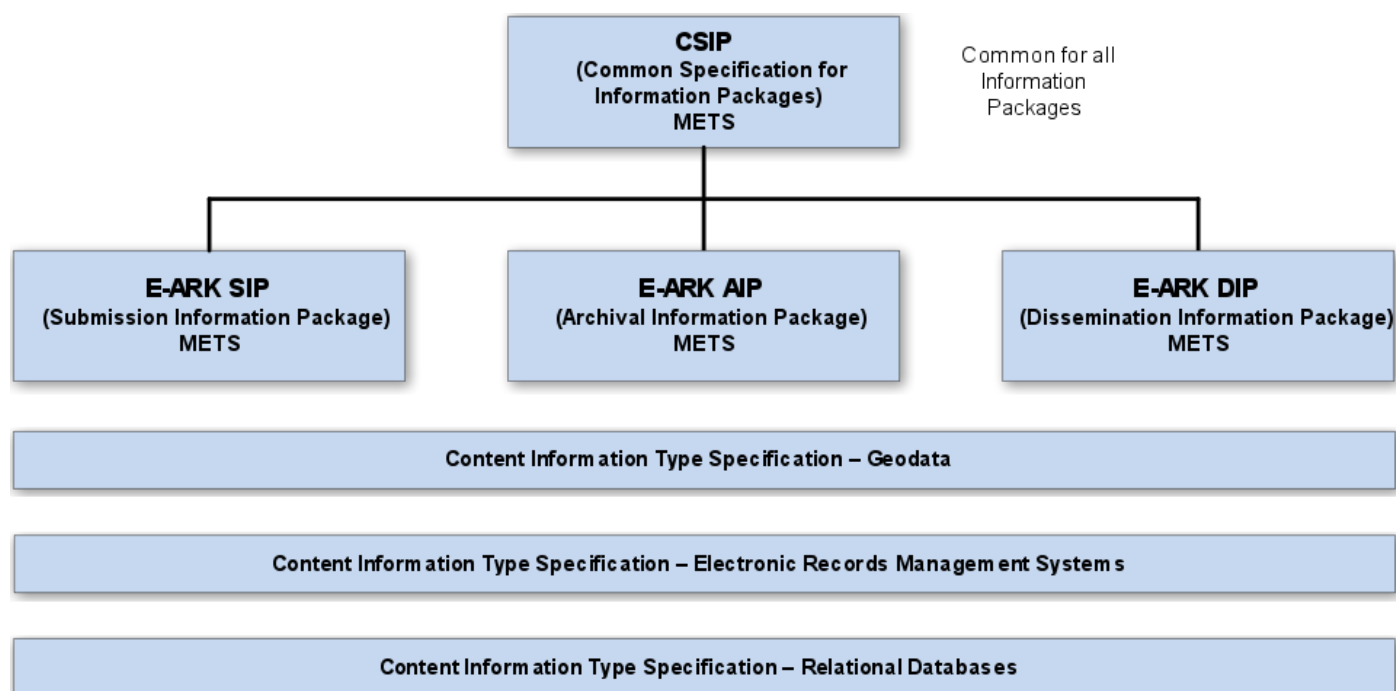 CSIP
(Common Specification for
Information Packages)
METS
Common for all
Information
Packages
E-ARK SIP
(Submission Information Package)
METS
E-ARK AIP
(Archival Information Package)
METS
E-ARK DIP
(Dissemination Information Package)
METS
Content Information Type Specification – Geodata
Content Information Type Specification – Electronic Records Management Systems
Content Information Type Specification – Relational Databases